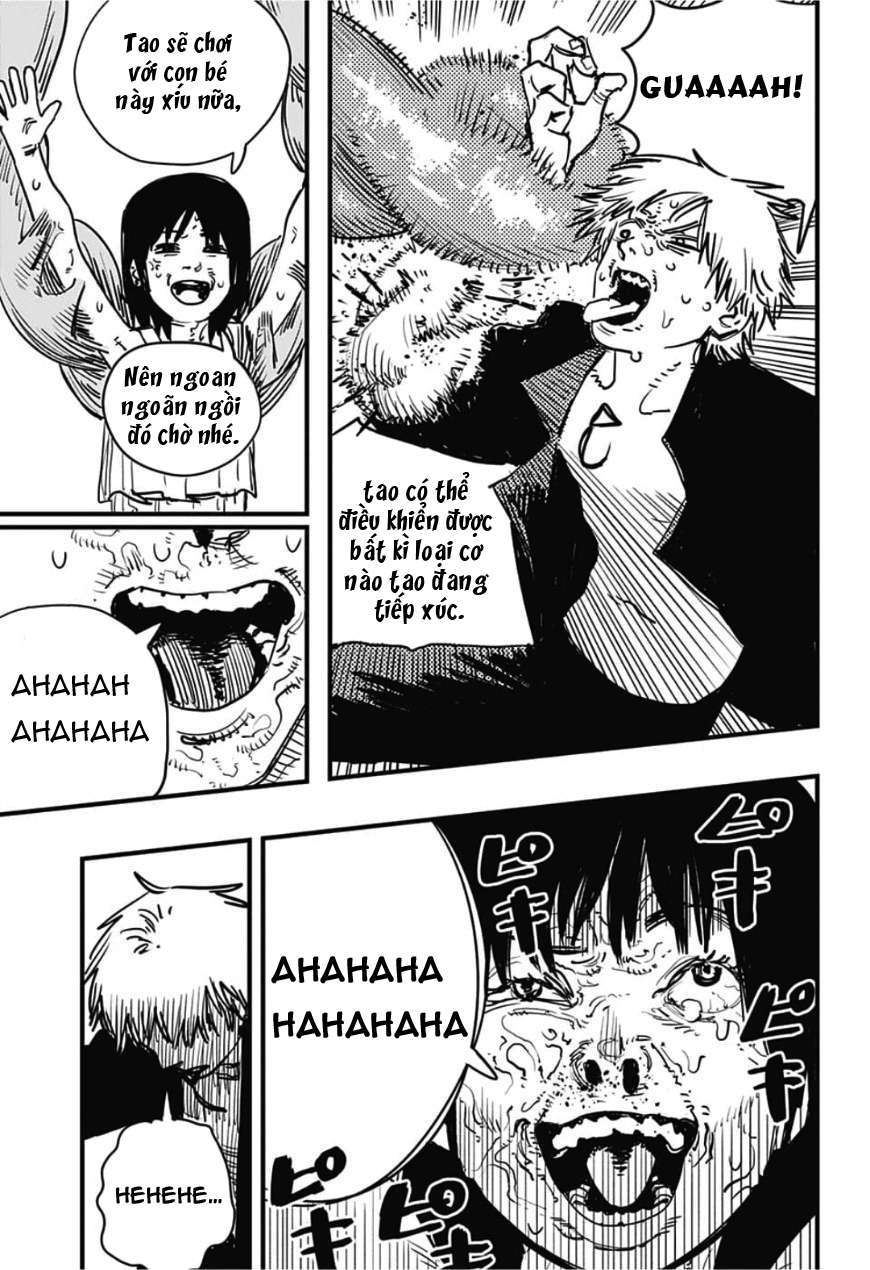 GUAAAAH!
tao có thể
điều khiển được
bất kì loại cơ
nào tao đang
tiếp xúc.
Tao sẽ chơi
với con bé
này xíu nữa,
Nên ngoan
ngoãn ngồi
đó chờ nhé.
AHAHAH
AHAHAHA
ピキ
ピキ
ピキ
ピキ
ピキ
AHAHAHA
HAHAHAHA
HEHEHE...